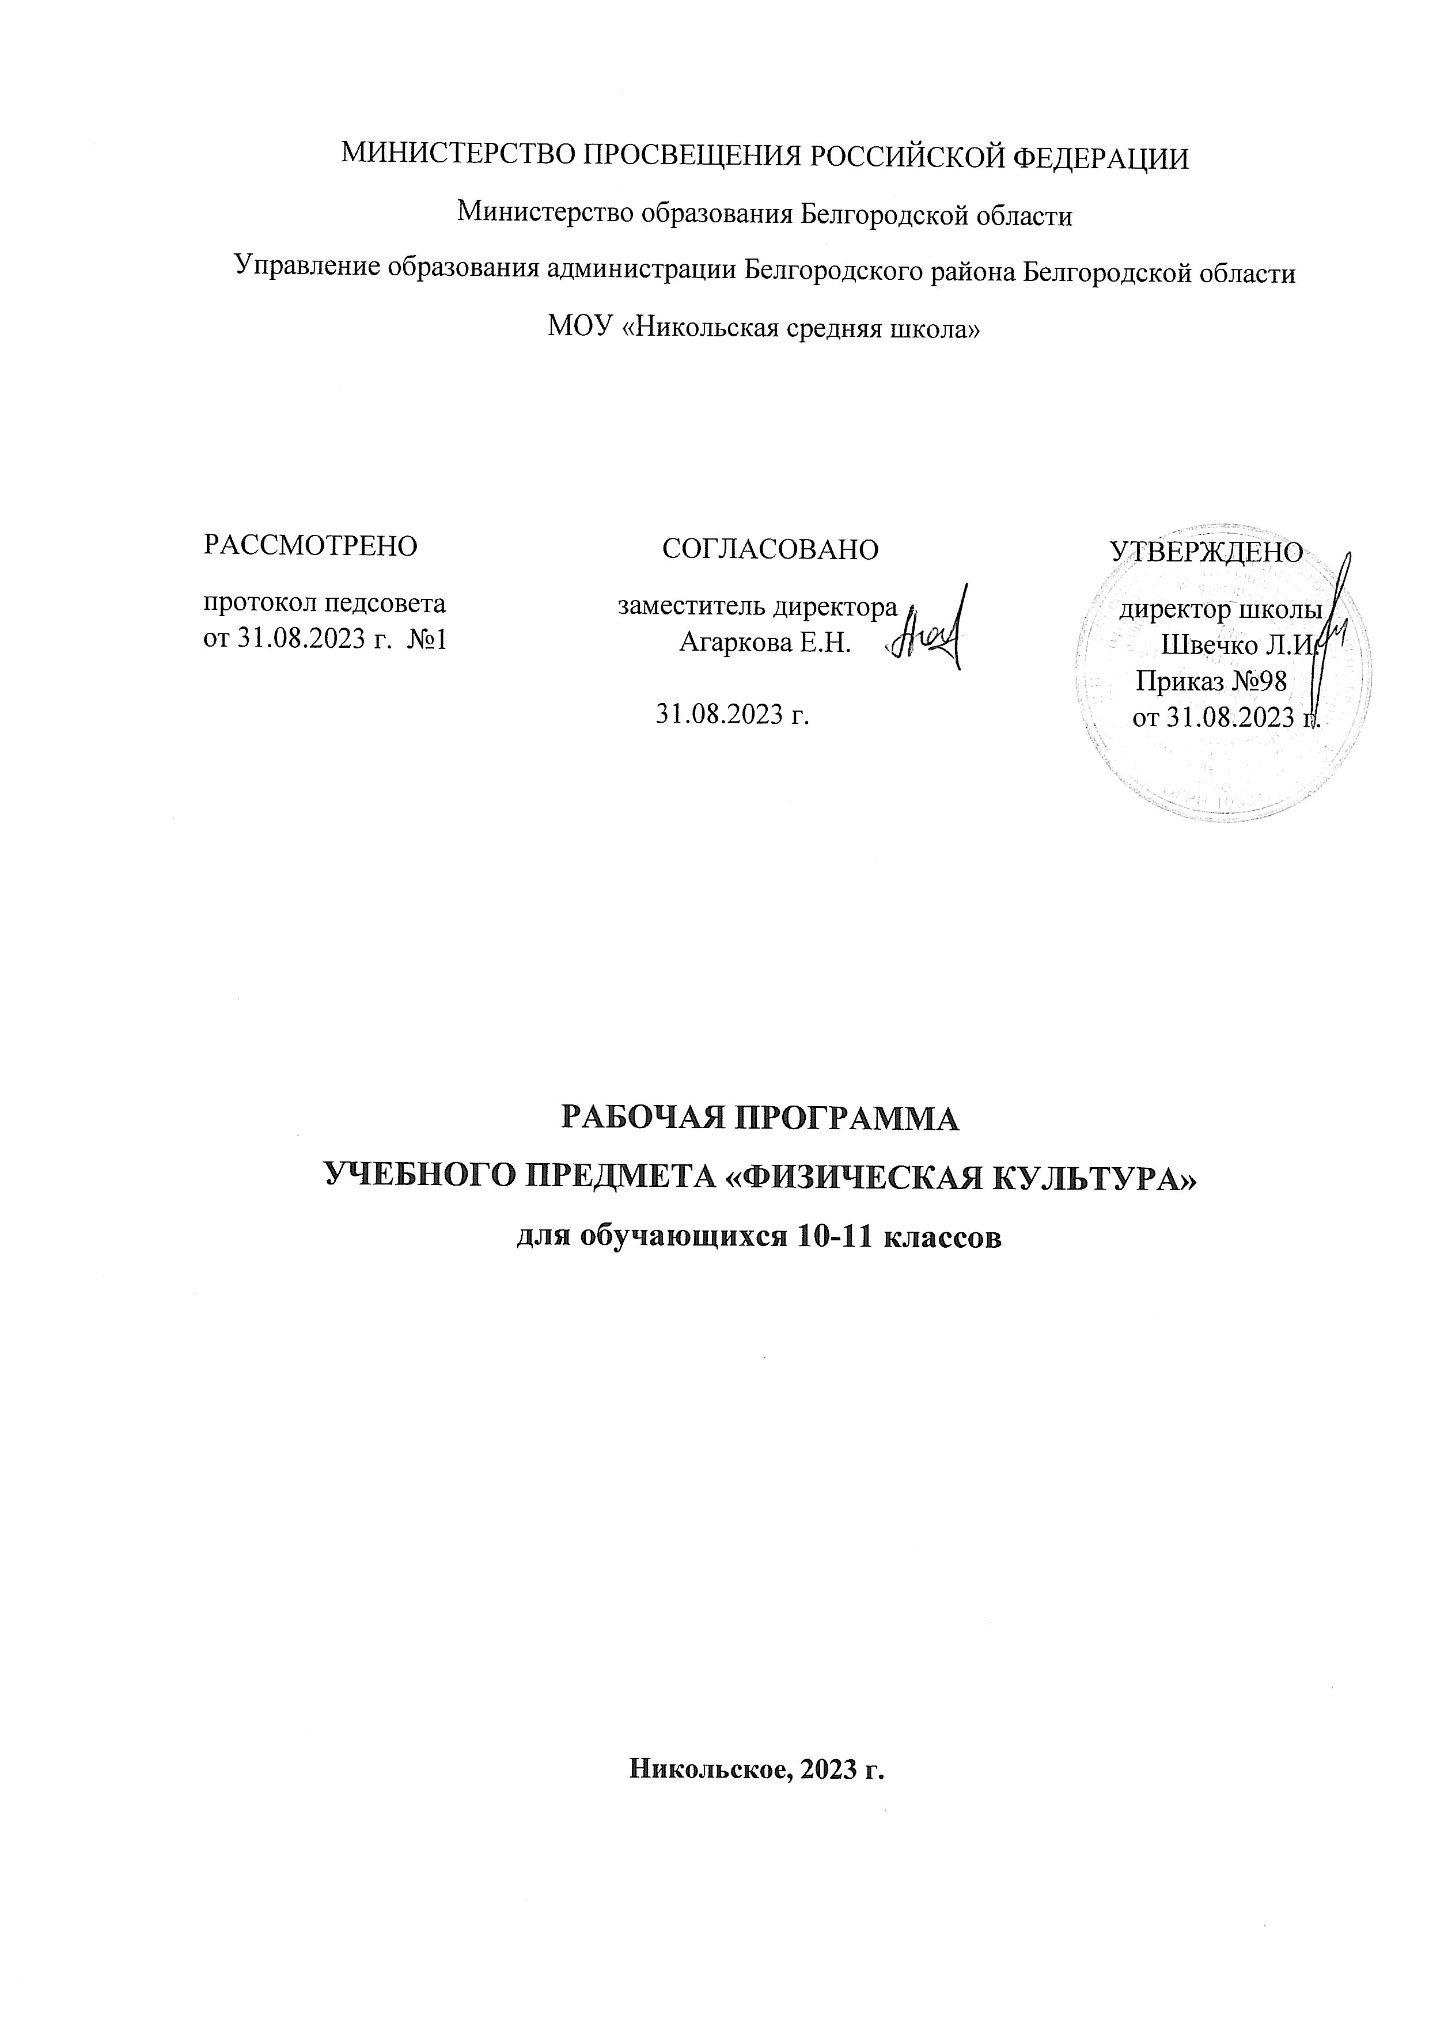 МИНИСТЕРСТВО ПРОСВЕЩЕНИЯ РОССИЙСКОЙ ФЕДЕРАЦИИ
Министерство образования Белгородской области
Управление образования администрации Белгородского района Белгородской области
МОУ «Никольская средняя школа»
РАССМОТРЕНО
протокол педсовета
от 31.08.2023 г. №1
СОГЛАСОВАНО
заместитель директора
Агаркова Е.Н.
31.08.2023 г.
УТВЕРЖДЕНО
директор школы
Швечко Л.И.
Приказ №98
от 31.08.2023 г.
РАБОЧАЯ ПРОГРАММА
УЧЕБНОГО ПРЕДМЕТА «ФИЗИЧЕСКАЯ КУЛЬТУРА»
для обучающихся 10-11 классов
Никольское, 2023 г.